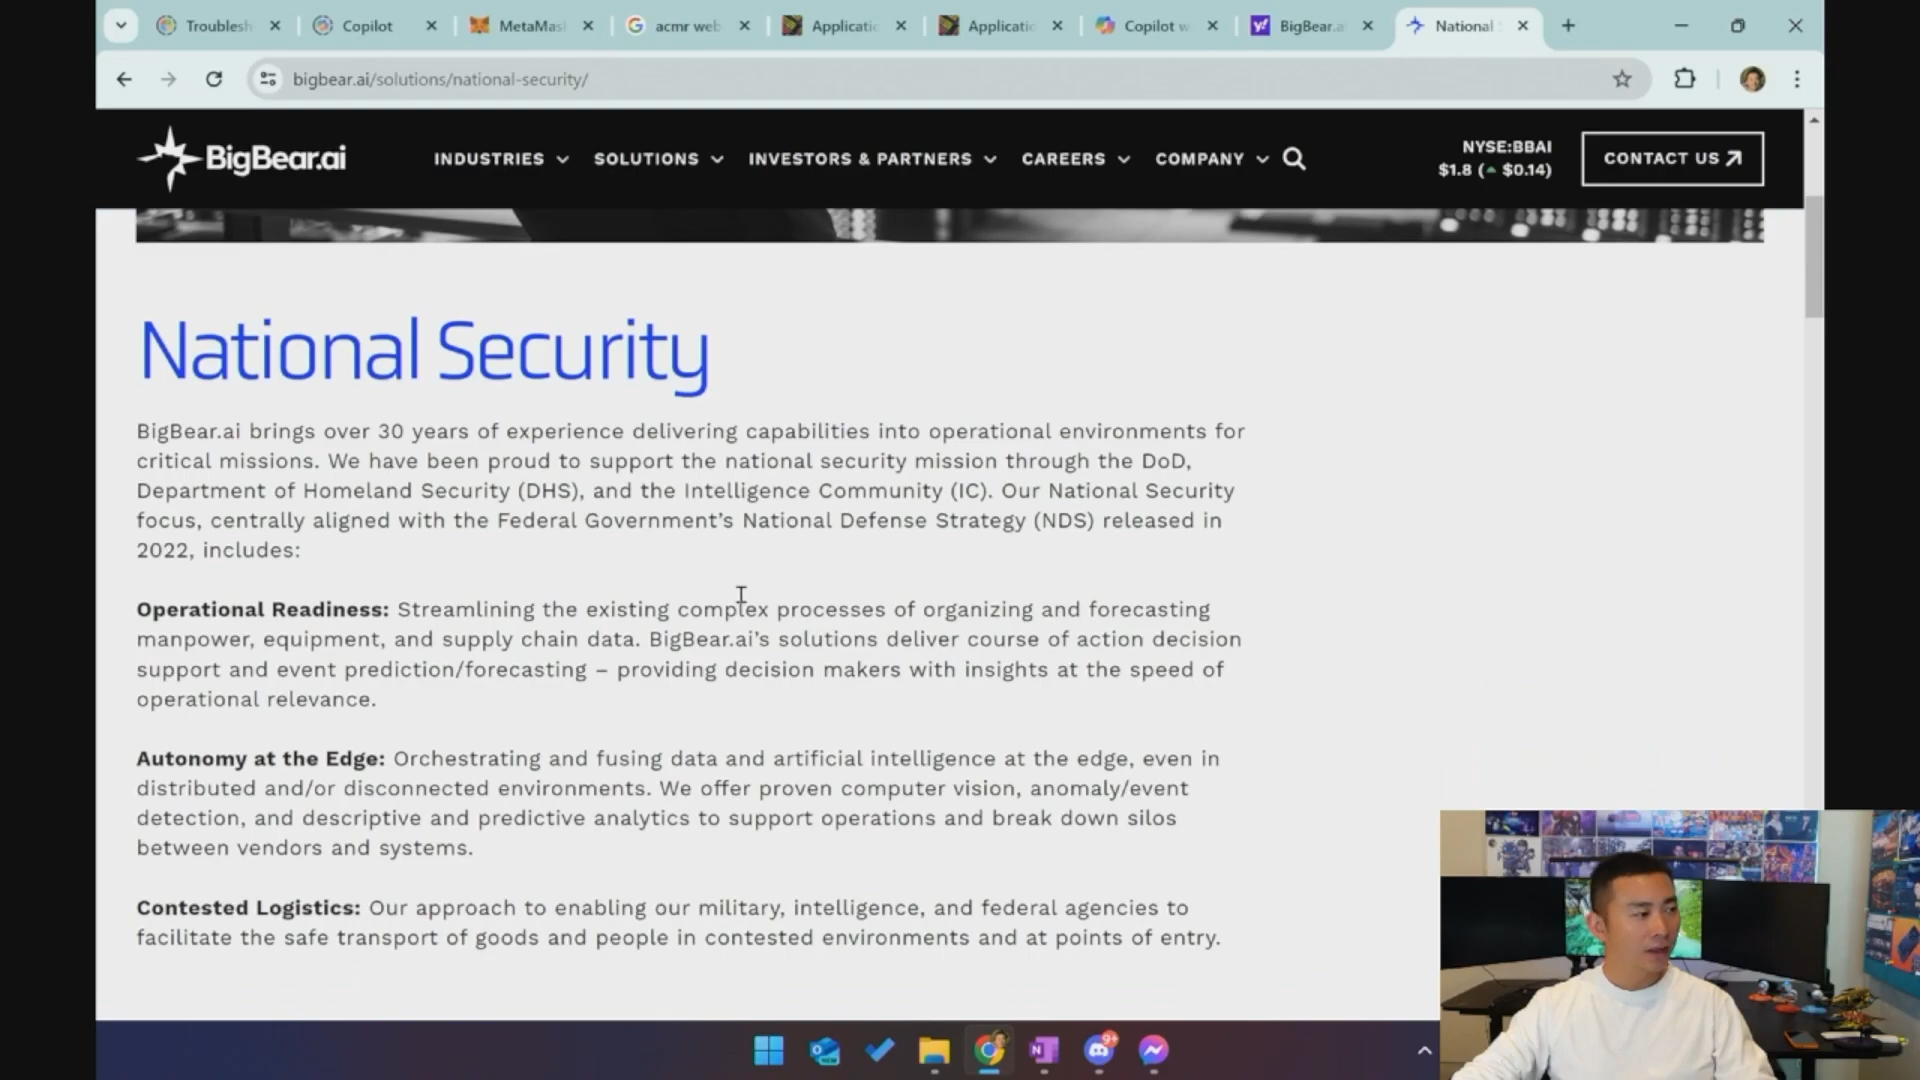 Troublesh
Copilot
MetaMas
acmr web
Applicatio
Applicatio
Copilot w
BigBear.a
National
bigbear.ai/solutions/national-security/
BigBear.ai
INDUSTRIES
SOLUTIONS
INVESTORS & PARTNERS
CAREERS
COMPANY
NYSE:BBAI
$1.8 (▲ $0.14)
CONTACT US
National Security
BigBear.ai brings over 30 years of experience delivering capabilities into operational environments for
critical missions. We have been proud to support the national security mission through the DoD,
Department of Homeland Security (DHS), and the Intelligence Community (IC). Our National Security
focus, centrally aligned with the Federal Government’s National Defense Strategy (NDS) released in
2022, includes:
Operational Readiness: Streamlining the existing complex processes of organizing and forecasting
manpower, equipment, and supply chain data. BigBear.ai’s solutions deliver course of action decision
support and event prediction/forecasting – providing decision makers with insights at the speed of
operational relevance.
Autonomy at the Edge: Orchestrating and fusing data and artificial intelligence at the edge, even in
distributed and/or disconnected environments. We offer proven computer vision, anomaly/event
detection, and descriptive and predictive analytics to support operations and break down silos
between vendors and systems.
Contested Logistics: Our approach to enabling our military, intelligence, and federal agencies to
facilitate the safe transport of goods and people in contested environments and at points of entry.
9+